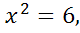 x² = 6,